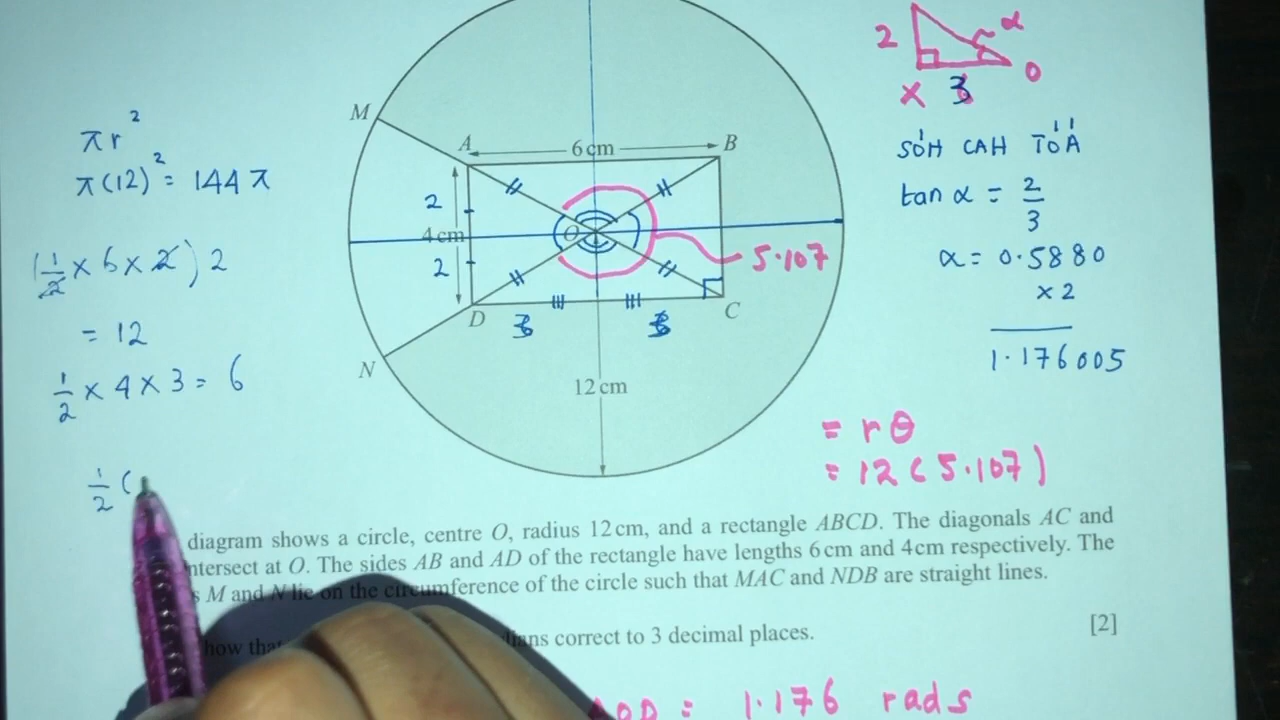 πr²
π(12)² = 144π
(½ × 6 × 2) 2
= 12
½ × 4 × 3 = 6
½ (
M
A
6 cm
B
2
4 cm
2
O
5.107
D
3
C
N
12 cm
2
α
O
X
3
SOH CAH TOA
tan α = 2/3
α = 0.5880
× 2
1.176005
= rθ
= 12 ( 5.107 )
diagram shows a circle, centre O, radius 12 cm, and a rectangle ABCD. The diagonals AC and
ntersect at O. The sides AB and AD of the rectangle have lengths 6 cm and 4 cm respectively. The
s M and N lie on the circumference of the circle such that MAC and NDB are straight lines.
how that
dians correct to 3 decimal places.
[2]
AOD = 1.176 rads